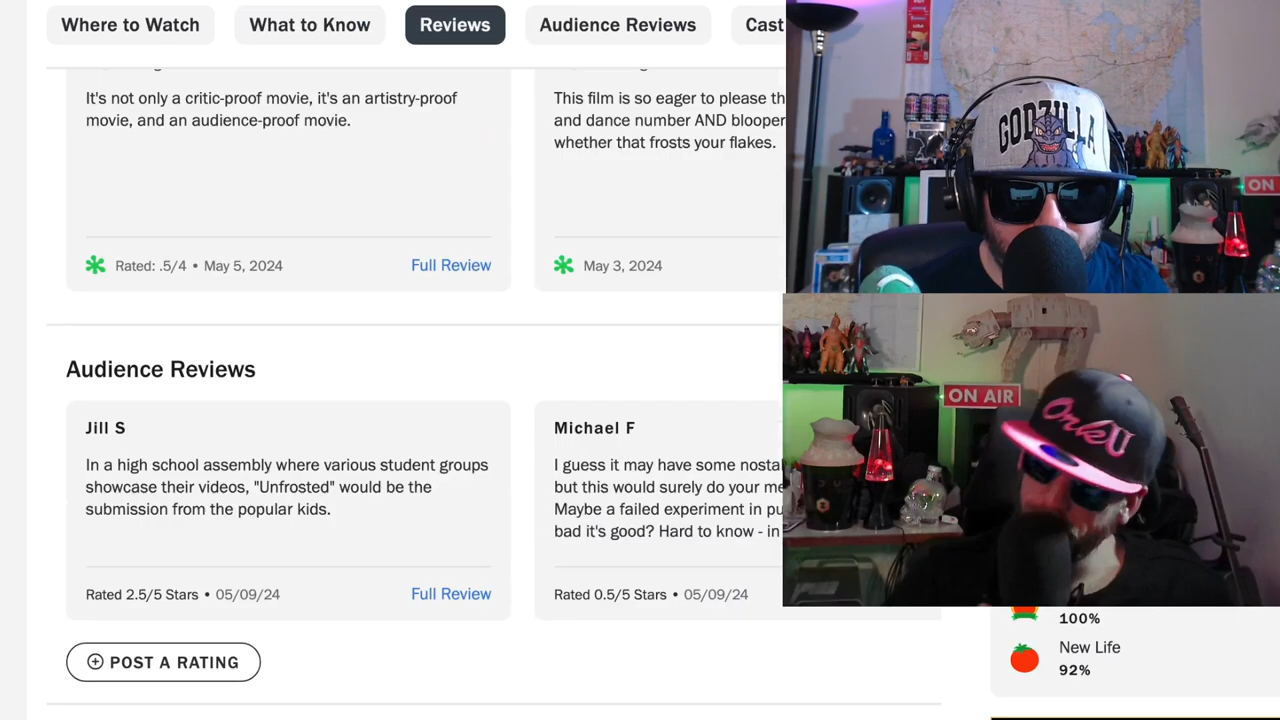 Where to Watch
What to Know
Reviews
Audience Reviews
Cast
It's not only a critic-proof movie, it's an artistry-proof
movie, and an audience-proof movie.
Rated: .5/4 • May 5, 2024
Full Review
This film is so eager to please th
and dance number AND blooper
whether that frosts your flakes.
May 3, 2024
GODZILLA
ON
Audience Reviews
Jill S
In a high school assembly where various student groups
showcase their videos, "Unfrosted" would be the
submission from the popular kids.
Rated 2.5/5 Stars • 05/09/24
Full Review
Michael F
I guess it may have some nostal
but this would surely do your me
Maybe a failed experiment in pu
bad it's good? Hard to know - in
Rated 0.5/5 Stars • 05/09/24
ON AIR
POST A RATING
100%
New Life
92%